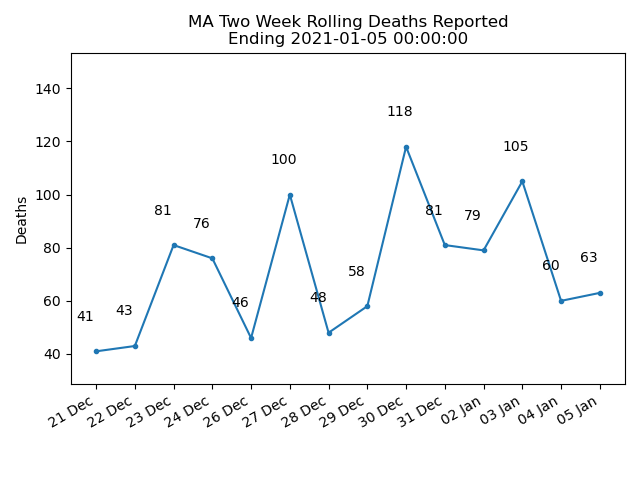 MA Two Week Rolling Deaths Reported
Ending 2021-01-05 00:00:00
140
120
100
80
60
40
Deaths
41
43
81
76
46
100
48
58
118
81
79
105
60
63
21 Dec
22 Dec
23 Dec
24 Dec
26 Dec
27 Dec
28 Dec
29 Dec
30 Dec
31 Dec
02 Jan
03 Jan
04 Jan
05 Jan